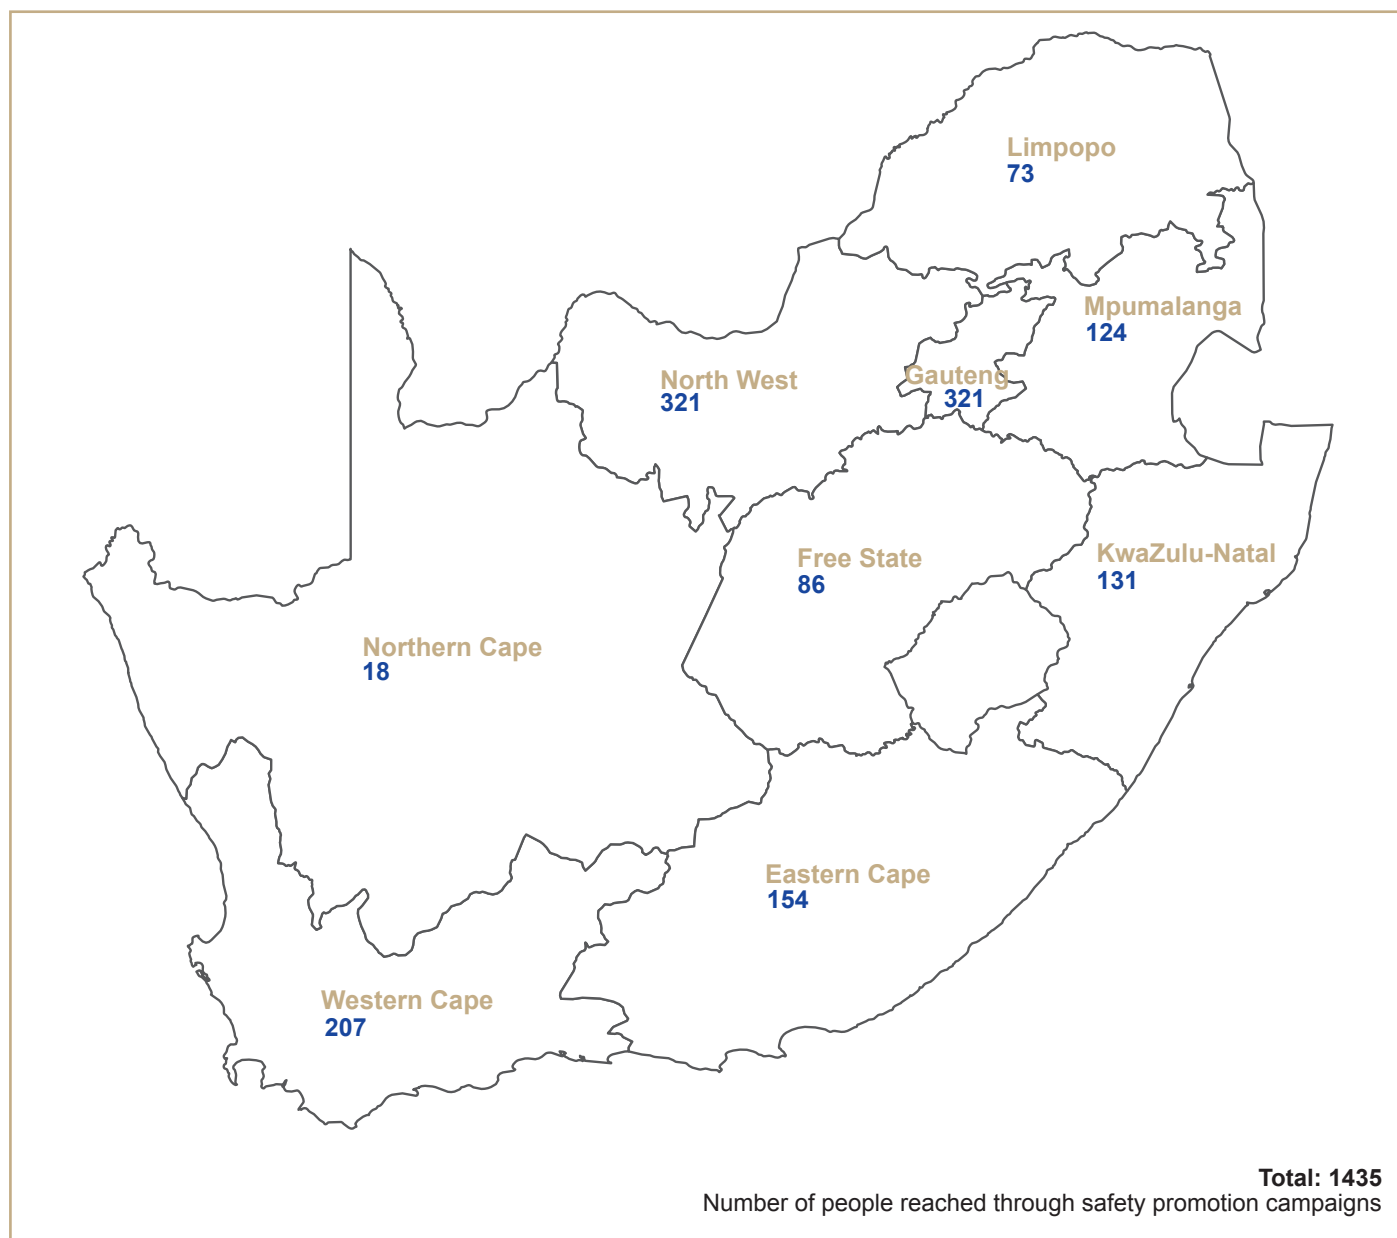 Limpopo
73
Mpumalanga
124
North West
321
Gauteng
321
Free State
86
KwaZulu-Natal
131
Northern Cape
18
Eastern Cape
154
Western Cape
207
Total: 1435
Number of people reached through safety promotion campaigns